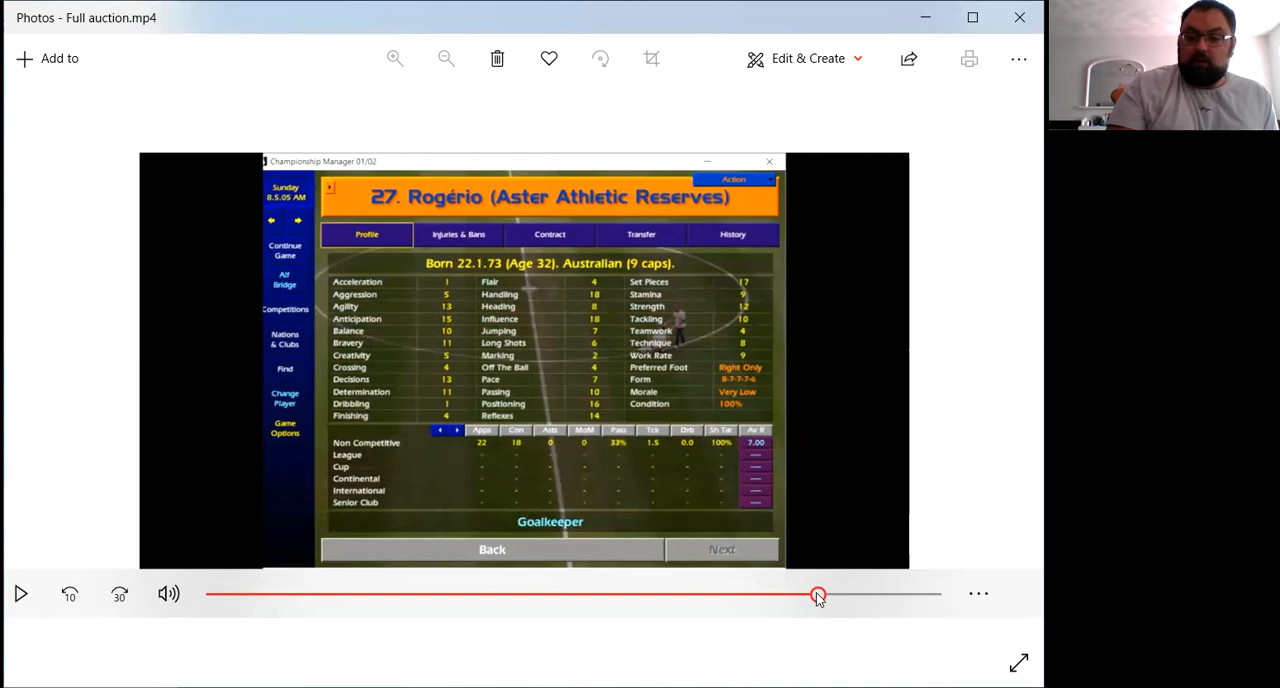 Photos - Full auction.mp4
Add to
Edit & Create
Championship Manager 01/02
Sunday
8.5.05 AM
Continue
Game
Alf
Bridge
Competitions
Nations
& Clubs
Find
Change
Player
Game
Options
Action
27. Rogério (Aster Athletic Reserves)
Profile Injuries & Bans Contract Transfer History
Born 22.1.73 (Age 32). Australian (9 caps).
Acceleration 1 Flair 4 Set Pieces 17
Aggression 5 Handling 18 Stamina 9
Agility 13 Heading 8 Strength 12
Anticipation 15 Influence 18 Tackling 10
Balance 10 Jumping 7 Teamwork 4
Bravery 11 Long Shots 6 Technique 8
Creativity 5 Marking 2 Work Rate 9
Crossing 4 Off The Ball 4 Preferred Foot Right Only
Decisions 13 Pace 7 Form 8-7-7-7-6
Determination 11 Passing 10 Morale Very Low
Dribbling 1 Positioning 16 Condition 100%
Finishing 4 Reflexes 14
Apps Con Asts MoM Pass Tck Drb Sh Tar Av R
Non Competitive 22 18 0 0 33% 1.5 0.0 100% 7.00
League - - - - - - - - ---
Cup - - - - - - - - ---
Continental - - - - - - - - ---
International - - - - - - - - ---
Senior Club - - - - - - - - ---
Goalkeeper
Back Next
10 30